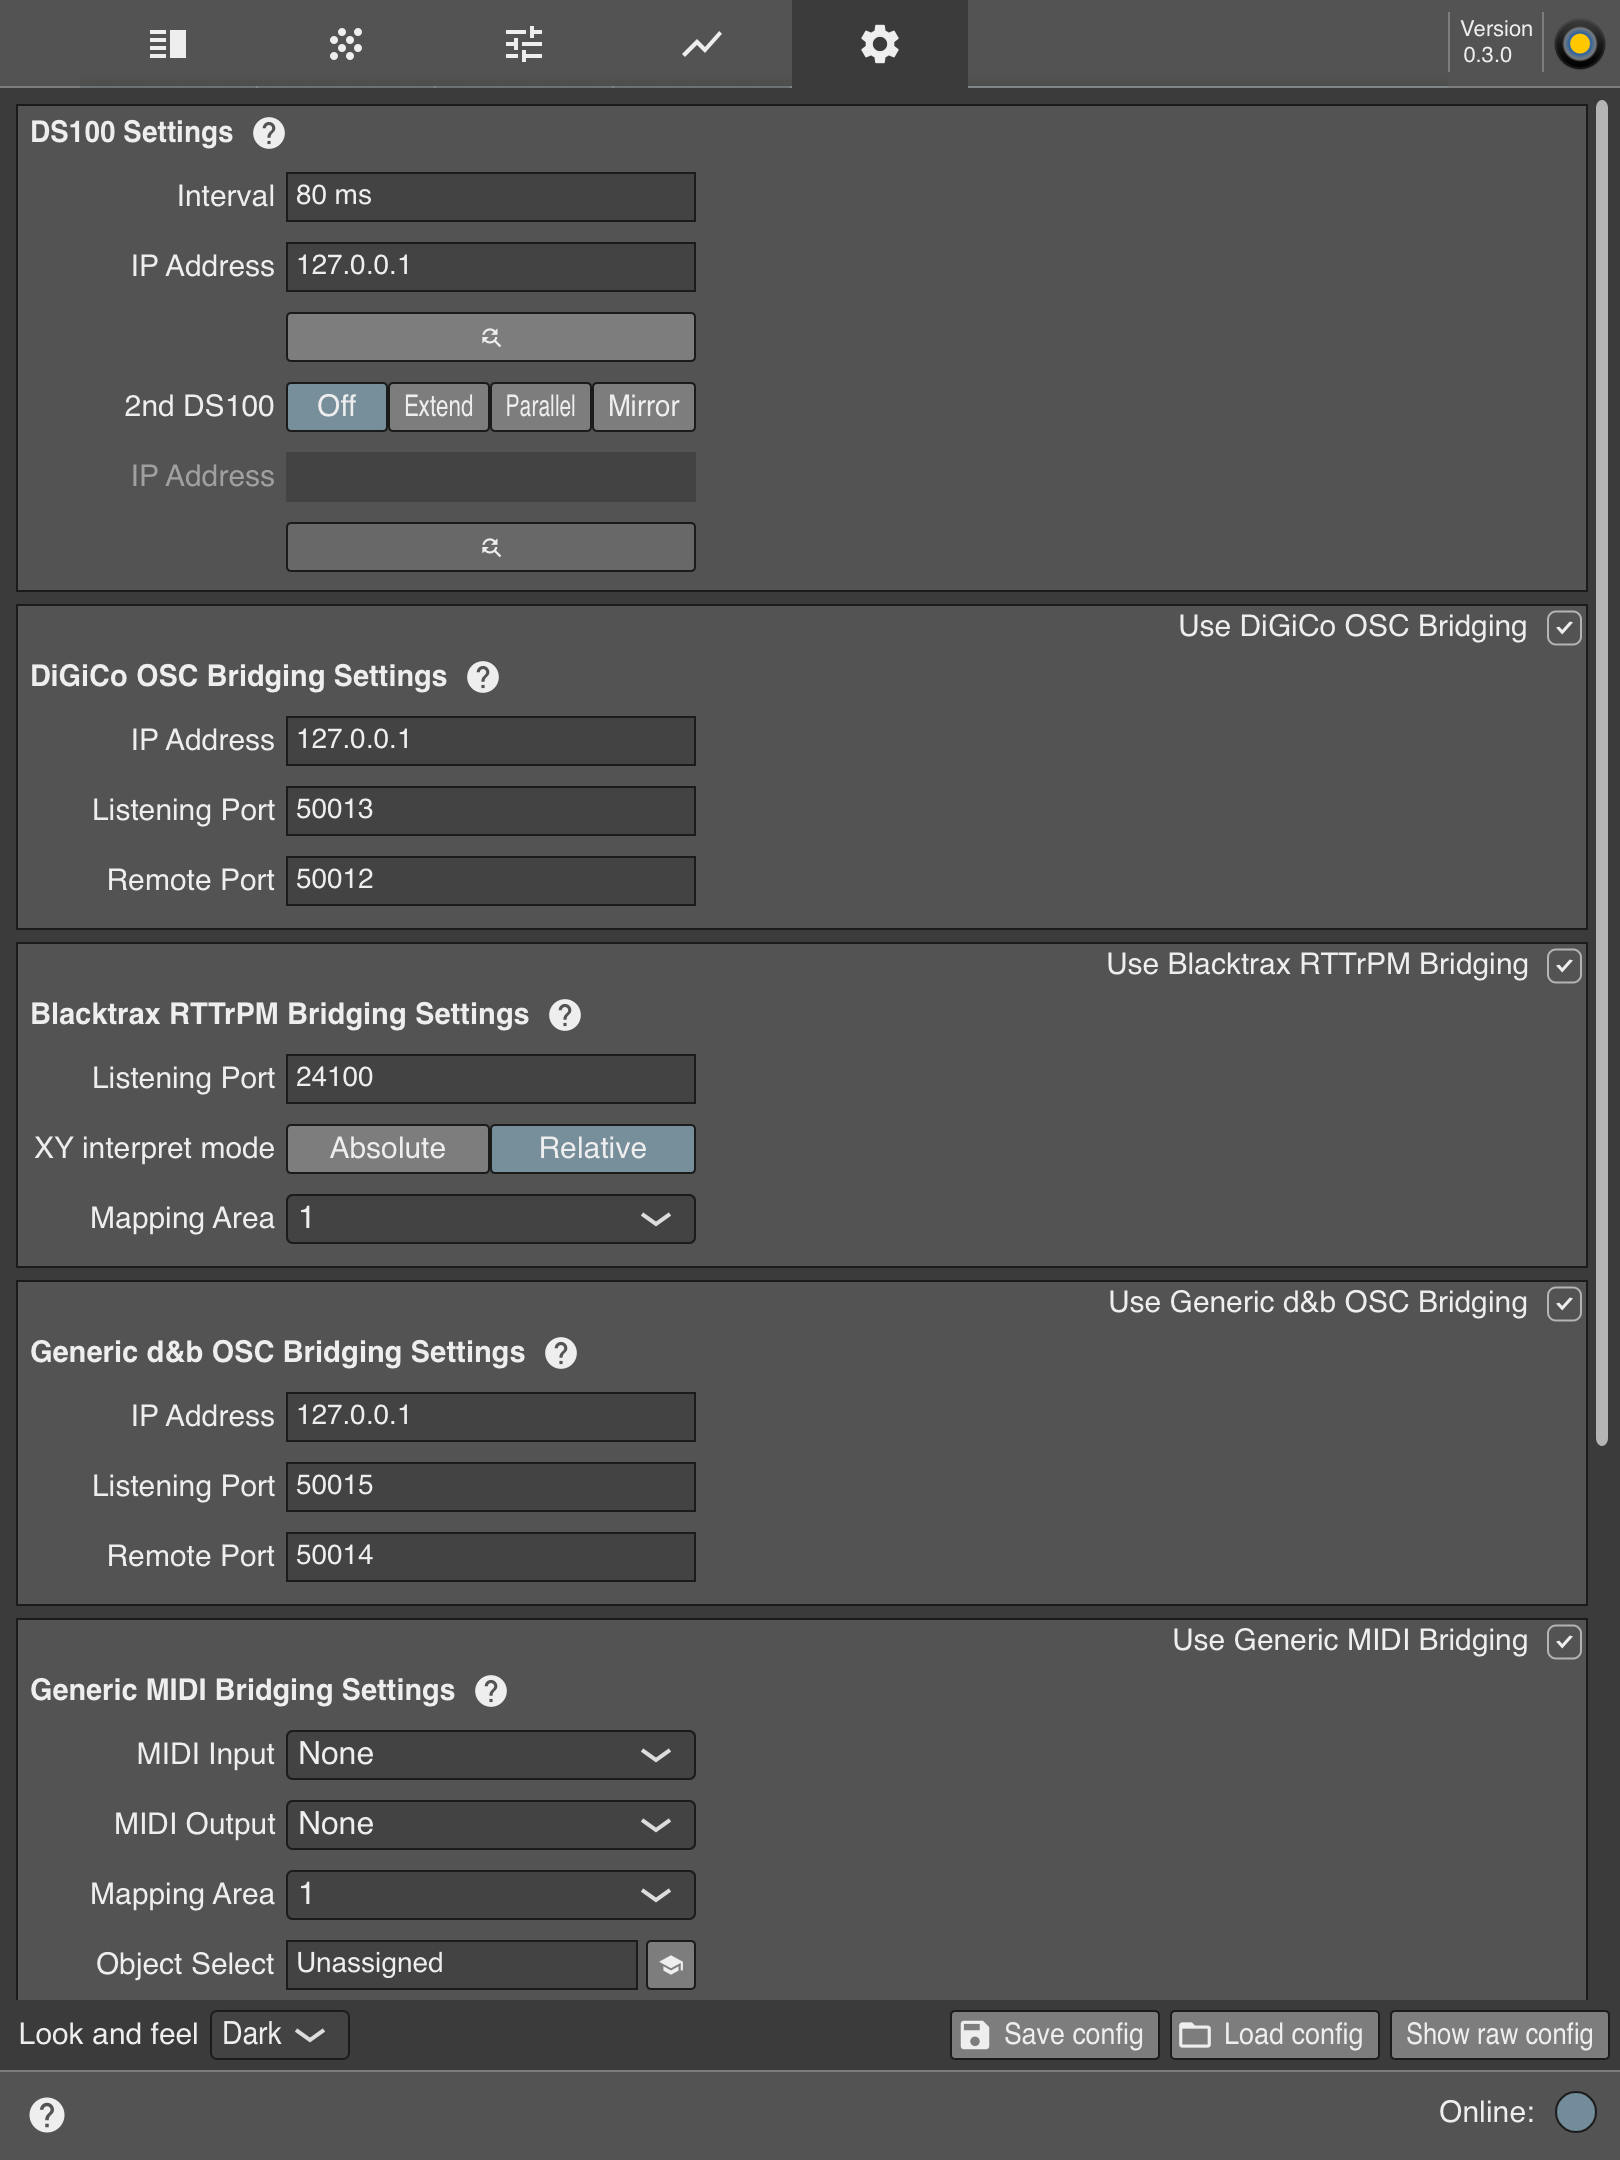 Version
0.3.0
DS100 Settings
Interval 80 ms
IP Address 127.0.0.1
2nd DS100 Off Extend Parallel Mirror
IP Address
Use DiGiCo OSC Bridging
DiGiCo OSC Bridging Settings
IP Address 127.0.0.1
Listening Port 50013
Remote Port 50012
Use Blacktrax RTTrPM Bridging
Blacktrax RTTrPM Bridging Settings
Listening Port 24100
XY interpret mode Absolute Relative
Mapping Area 1
Use Generic d&b OSC Bridging
Generic d&b OSC Bridging Settings
IP Address 127.0.0.1
Listening Port 50015
Remote Port 50014
Use Generic MIDI Bridging
Generic MIDI Bridging Settings
MIDI Input None
MIDI Output None
Mapping Area 1
Object Select Unassigned
Look and feel Dark Save config Load config Show raw config
Online: